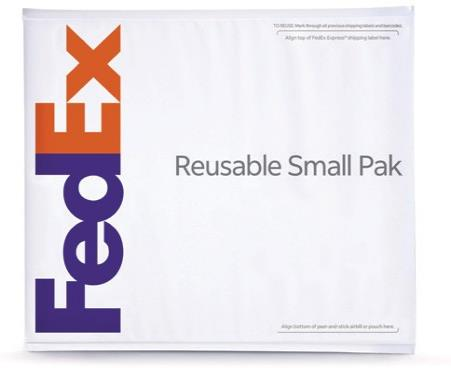 FedEx
TO REUSE: Mark through all previous shipping labels and barcodes.
Align top of FedEx Express® shipping label here.
Reusable Small Pak
Align bottom of peel and stick airbill or pouch here.